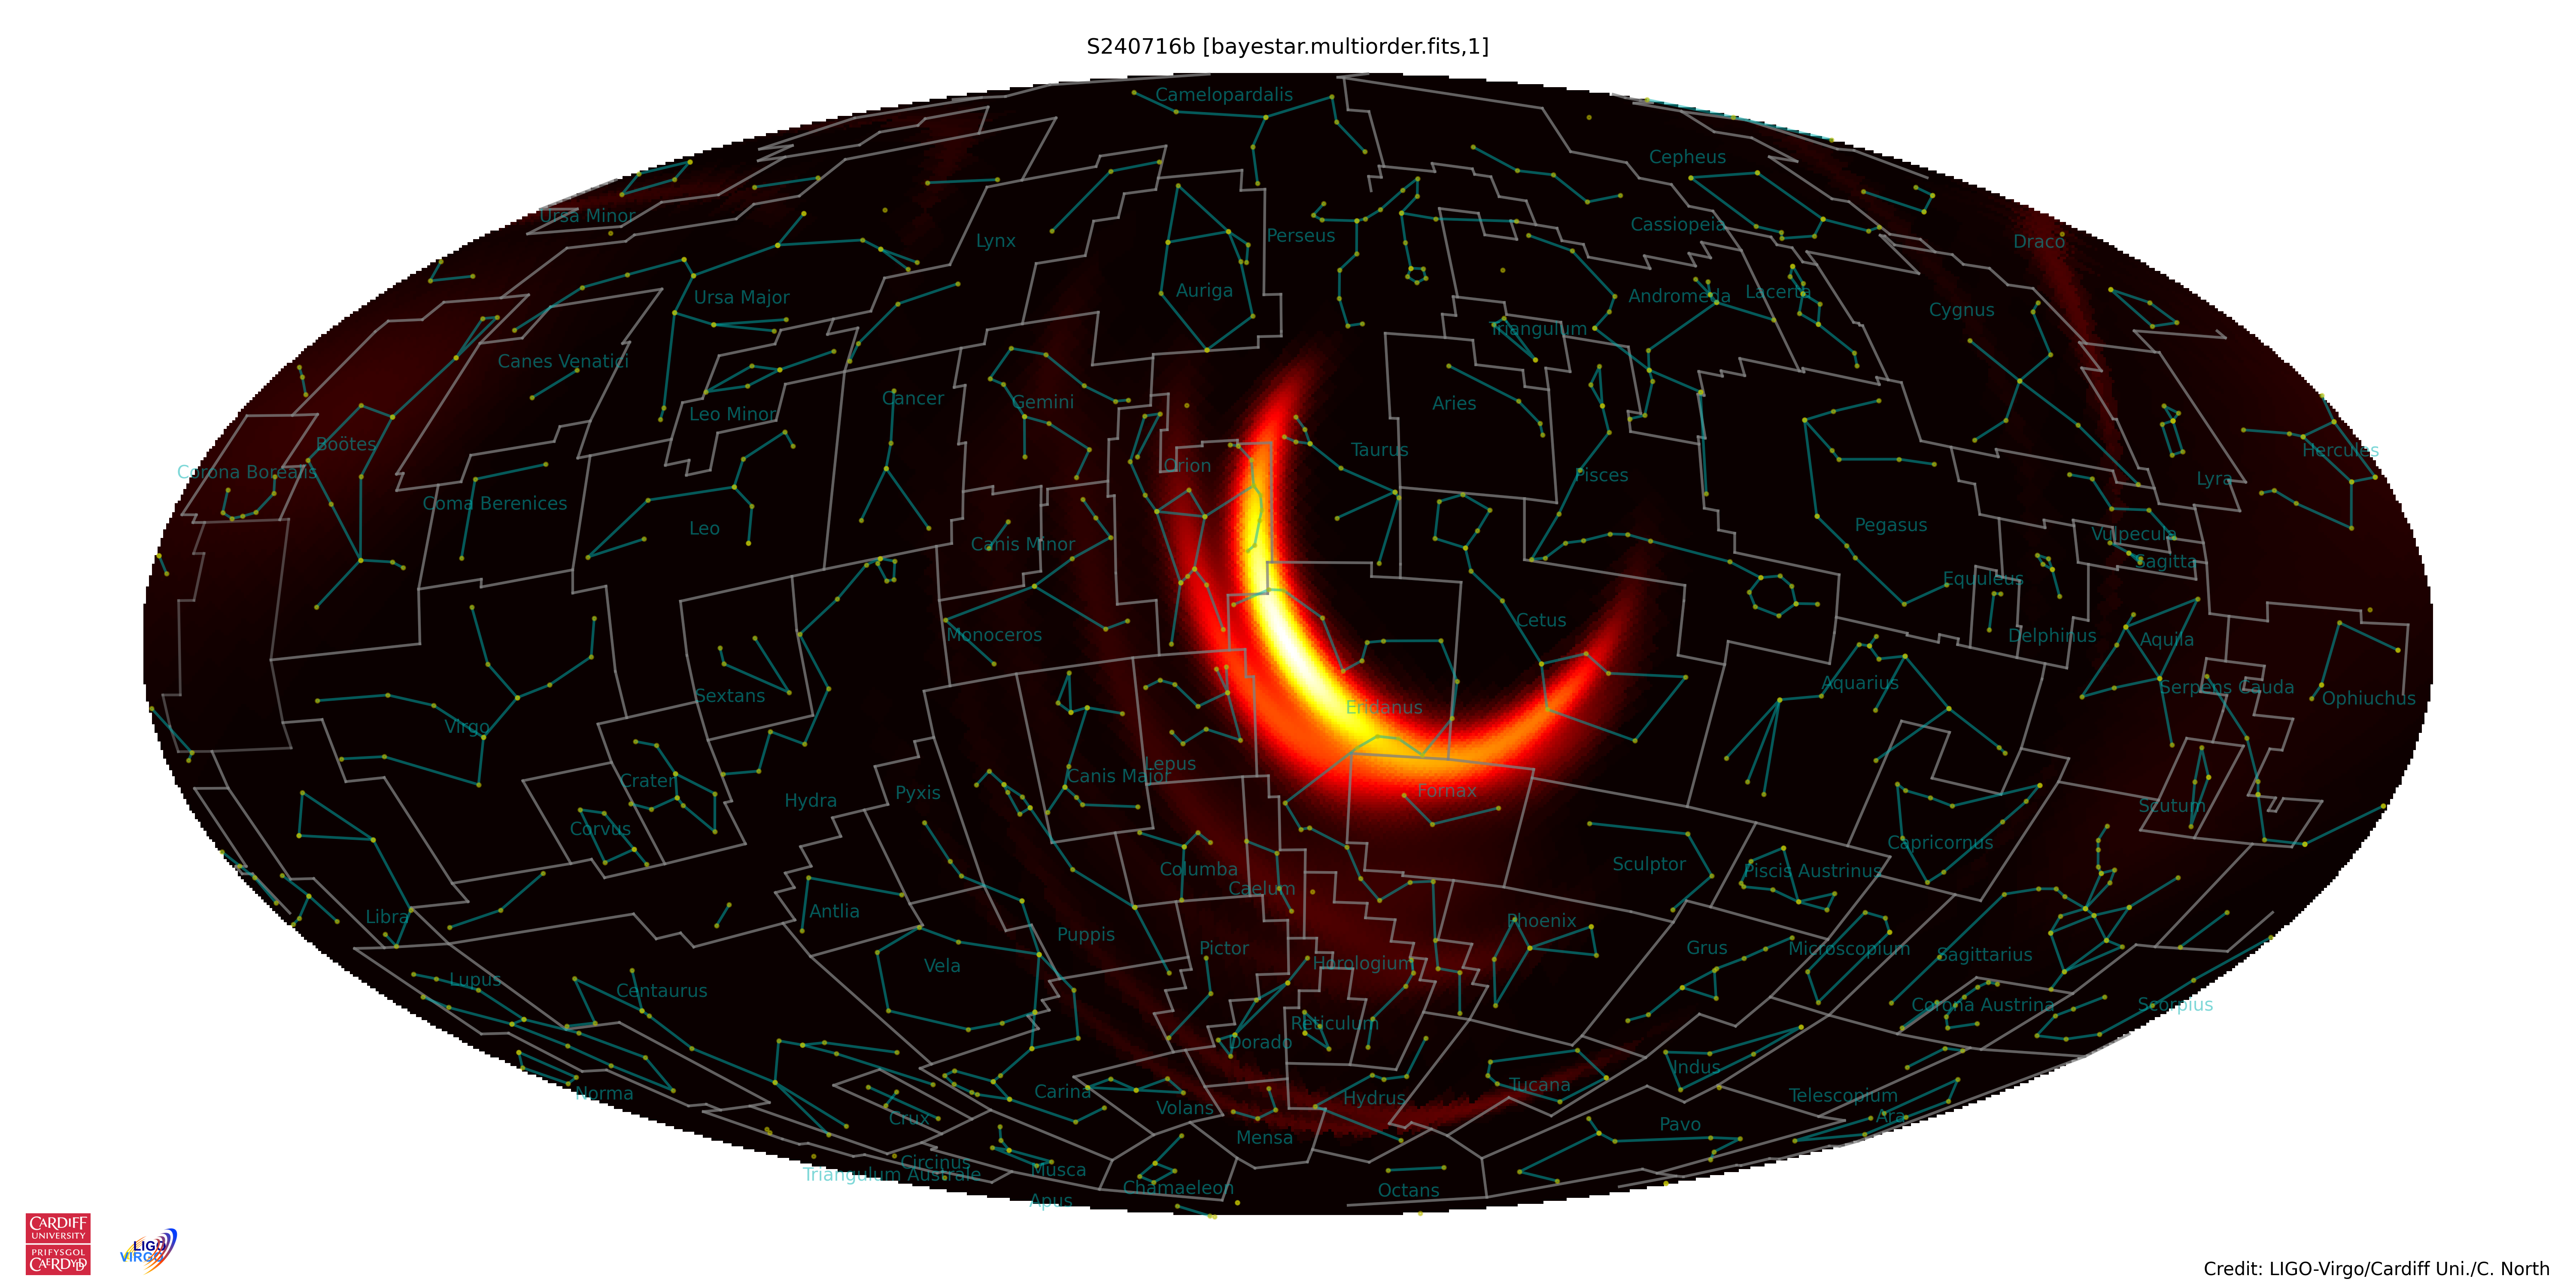 S240716b [bayestar.multiorder.fits,1]
Camelopardalis
Cepheus
Ursa Minor
Cassiopeia
Perseus
Lynx
Draco
Auriga
Ursa Major
Andromeda
Lacerta
Cygnus
Triangulum
Canes Venatici
Cancer
Gemini
Aries
Leo Minor
Boötes
Taurus
Hercules
Orion
Corona Borealis
Pisces
Lyra
Coma Berenices
Leo
Pegasus
Vulpecula
Canis Minor
Sagitta
Equuleus
Cetus
Monoceros
Delphinus
Aquila
Aquarius
Serpens Cauda
Sextans
Ophiuchus
Eridanus
Virgo
Lepus
Canis Major
Crater
Fornax
Pyxis
Hydra
Scutum
Corvus
Capricornus
Sculptor
Columba
Piscis Austrinus
Caelum
Antlia
Libra
Phoenix
Puppis
Pictor
Grus
Microscopium
Sagittarius
Horologium
Vela
Lupus
Centaurus
Corona Austrina
Scorpius
Reticulum
Dorado
Indus
Tucana
Carina
Norma
Telescopium
Hydrus
Volans
Crux
Ara
Pavo
Mensa
Circinus
Musca
Triangulum Australe
Chamaeleon
Octans
Apus
CARDIFF
UNIVERSITY
PRIFYSGOL
CAERDYDD
LIGO
VIRGO
Credit: LIGO-Virgo/Cardiff Uni./C. North